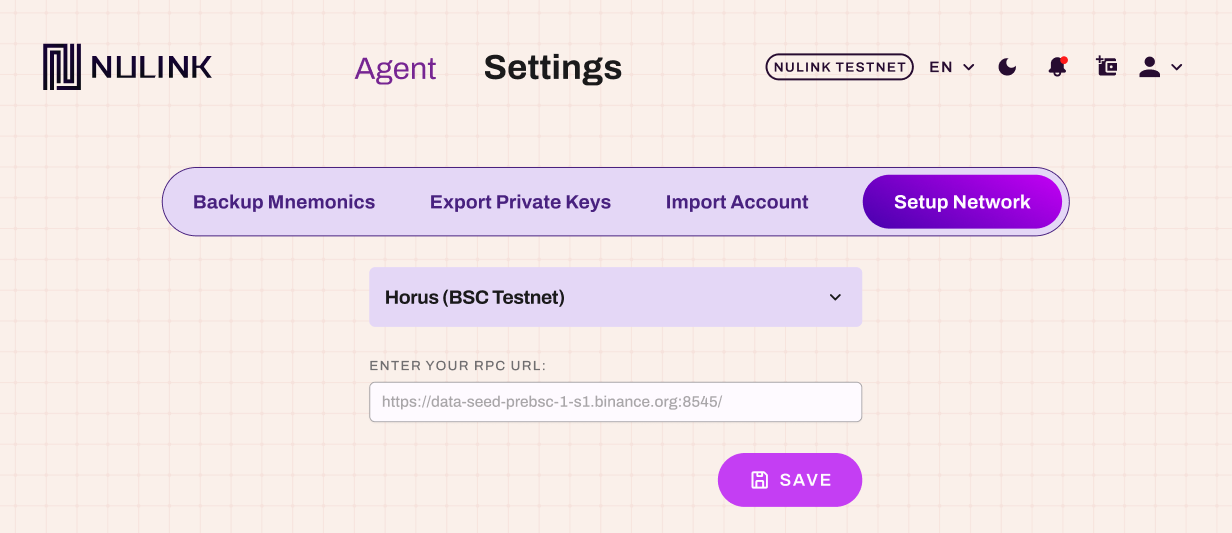 NULINK
Agent
Settings
NULINK TESTNET
EN
Backup Mnemonics
Export Private Keys
Import Account
Setup Network
Horus (BSC Testnet)
ENTER YOUR RPC URL:
https://data-seed-prebsc-1-s1.binance.org:8545/
SAVE